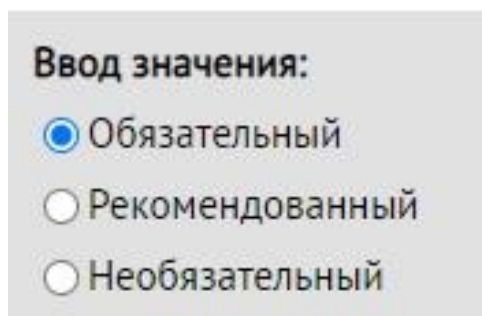 Ввод значения:
Обязательный
Рекомендованный
Необязательный